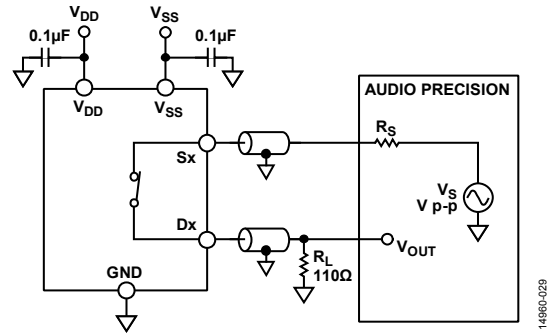 VDD
VSS
0.1µF
0.1µF
VDD
VSS
AUDIO PRECISION
RS
Sx
VS
V p-p
Dx
VOUT
RL
110Ω
GND
14960-029